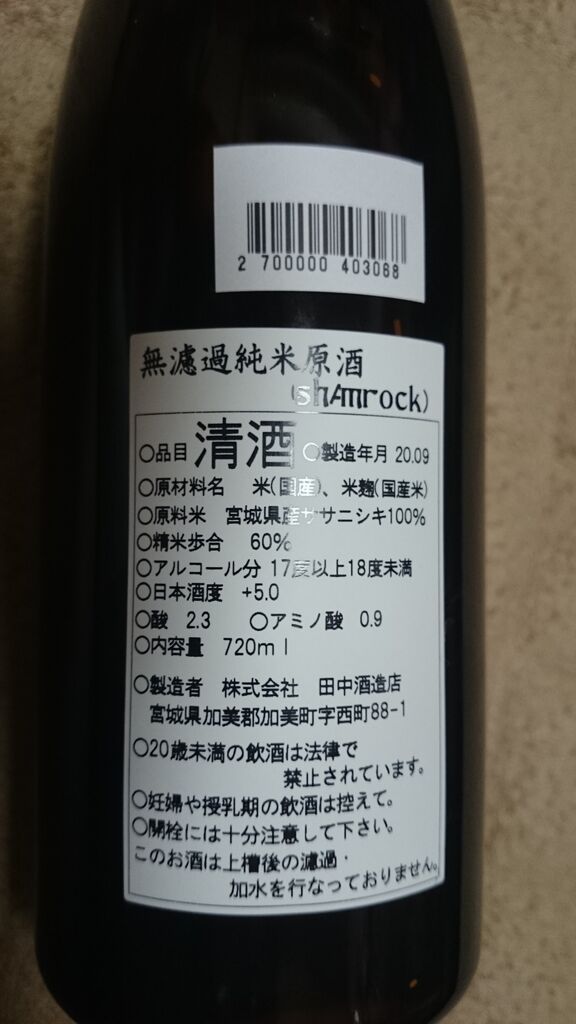 2 700000 403068
無濾過純米原酒
(shAmrock)
○品目 清酒 ○製造年月 20.09
○原材料名 米(国産)、米麹(国産米)
○原料米 宮城県産ササニシキ100%
○精米歩合 60%
○アルコール分 17度以上18度未満
○日本酒度 +5.0
○酸 2.3 ○アミノ酸 0.9
○内容量 720ml
○製造者 株式会社 田中酒造店
宮城県加美郡加美町字西町88-1
○20歳未満の飲酒は法律で
禁止されています。
○妊婦や授乳期の飲酒は控えて。
○開栓には十分注意して下さい。
このお酒は上槽後の濾過・
加水を行なっておりません。